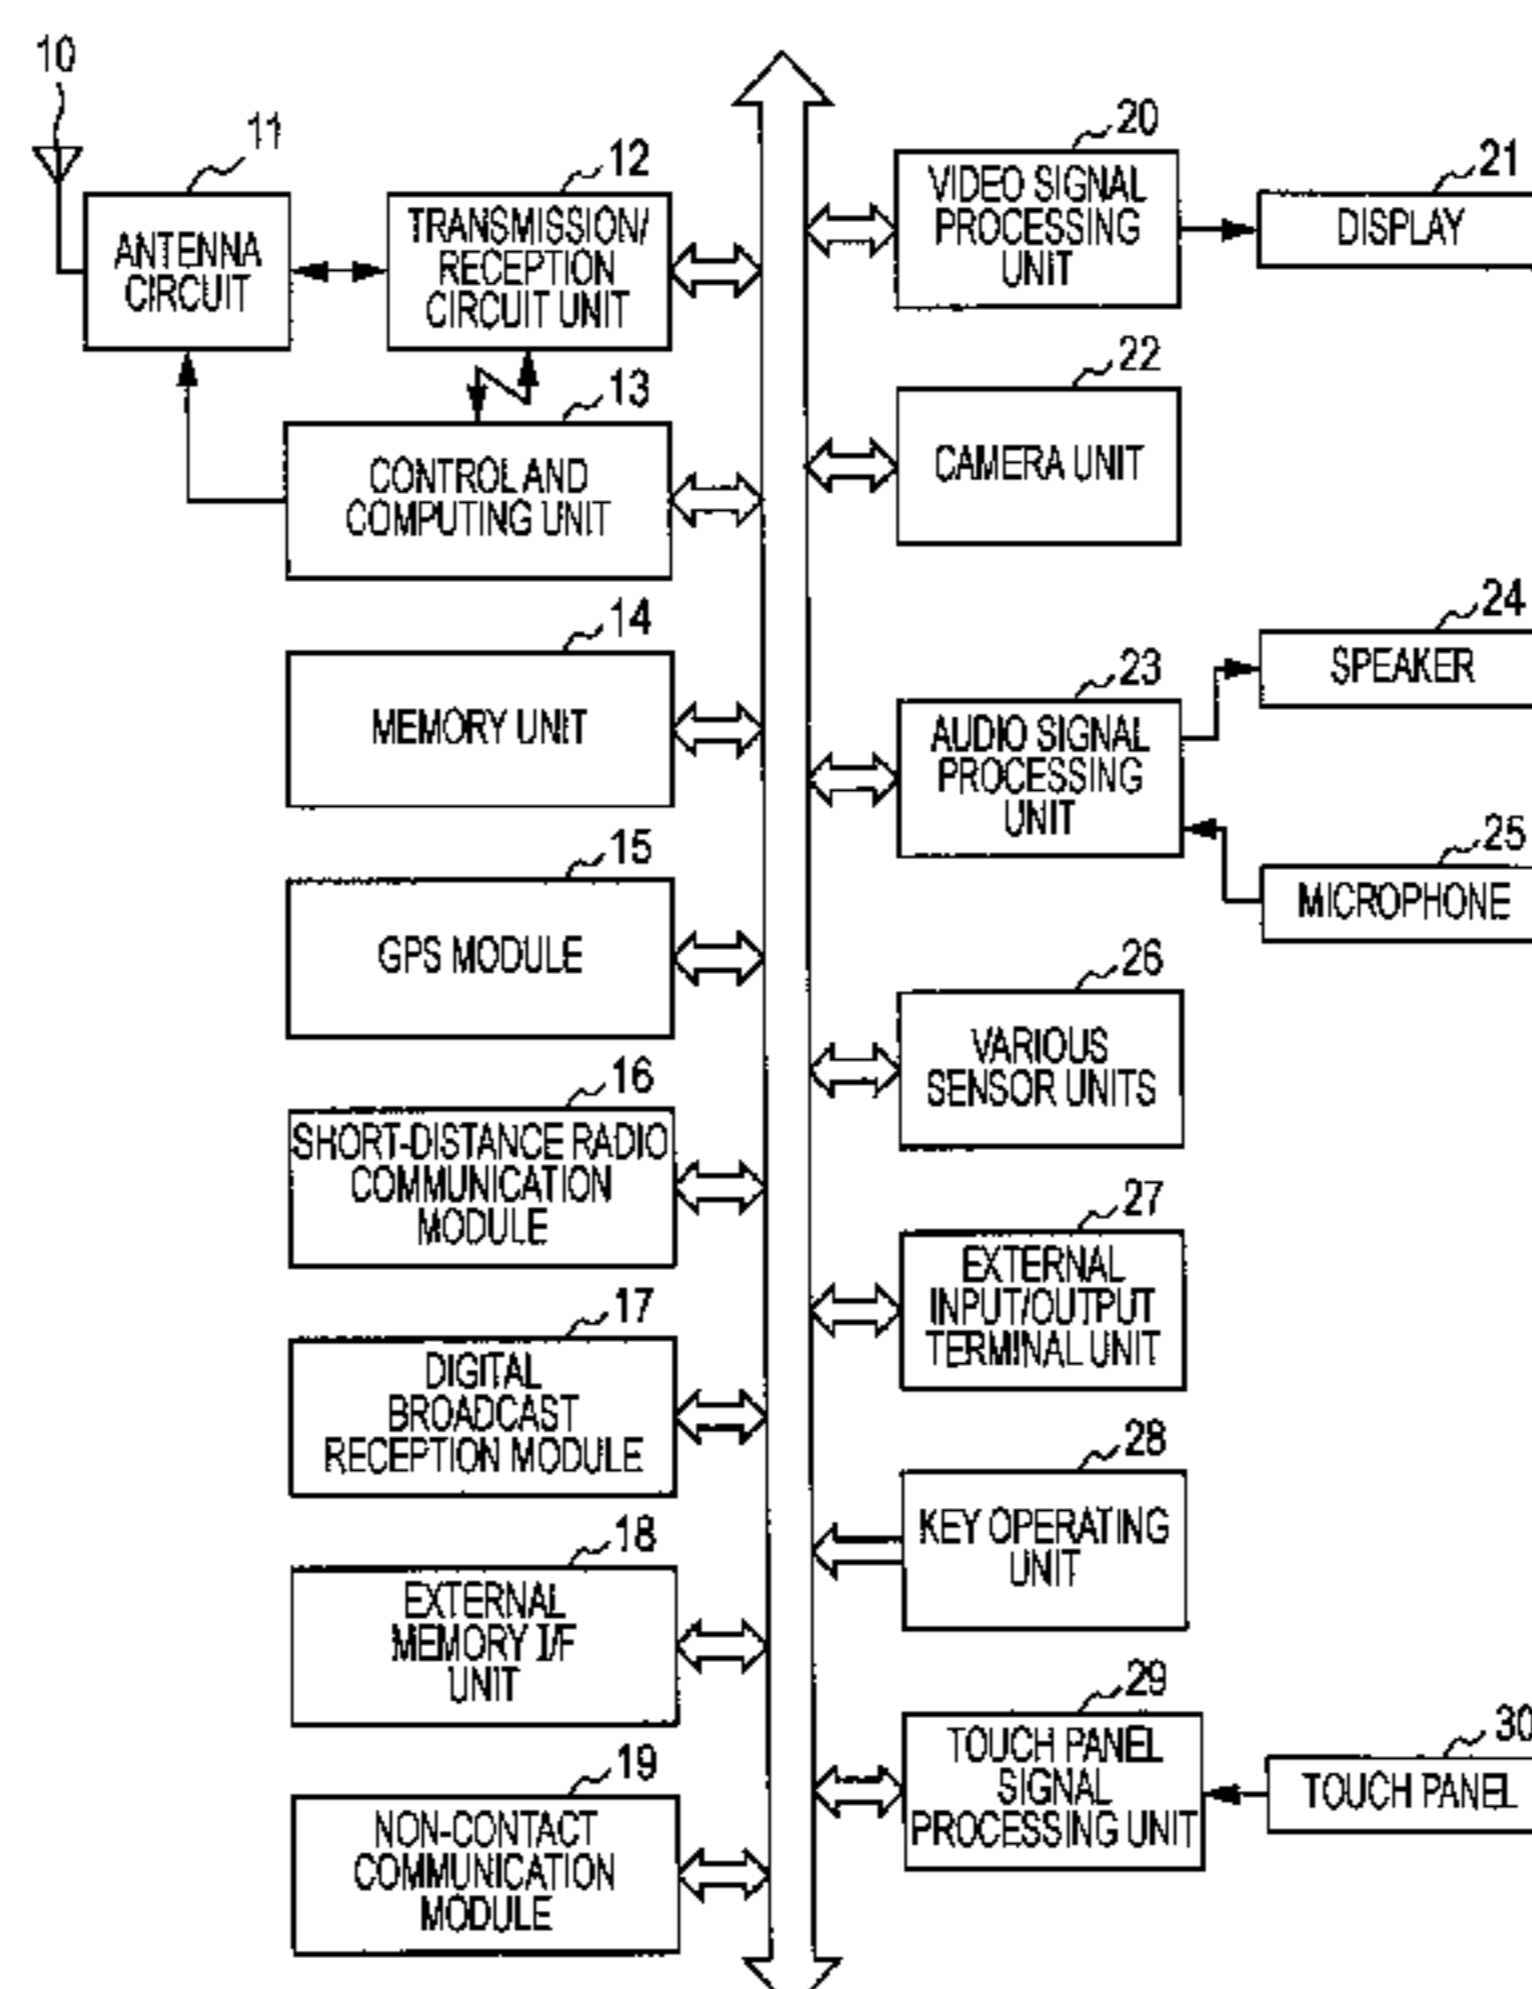 10
11
ANTENNA
CIRCUIT
12
TRANSMISSION/
RECEPTION
CIRCUIT UNIT
13
CONTROL AND
COMPUTING UNIT
14
MEMORY UNIT
15
GPS MODULE
16
SHORT-DISTANCE RADIO
COMMUNICATION
MODULE
17
DIGITAL
BROADCAST
RECEPTION MODULE
18
EXTERNAL
MEMORY I/F
UNIT
19
NON-CONTACT
COMMUNICATION
MODULE
20
VIDEO SIGNAL
PROCESSING
UNIT
21
DISPLAY
22
CAMERA UNIT
23
AUDIO SIGNAL
PROCESSING
UNIT
24
SPEAKER
25
MICROPHONE
26
VARIOUS
SENSOR UNITS
27
EXTERNAL
INPUT/OUTPUT
TERMINAL UNIT
28
KEY OPERATING
UNIT
29
TOUCH PANEL
SIGNAL
PROCESSING UNIT
30
TOUCH PANEL